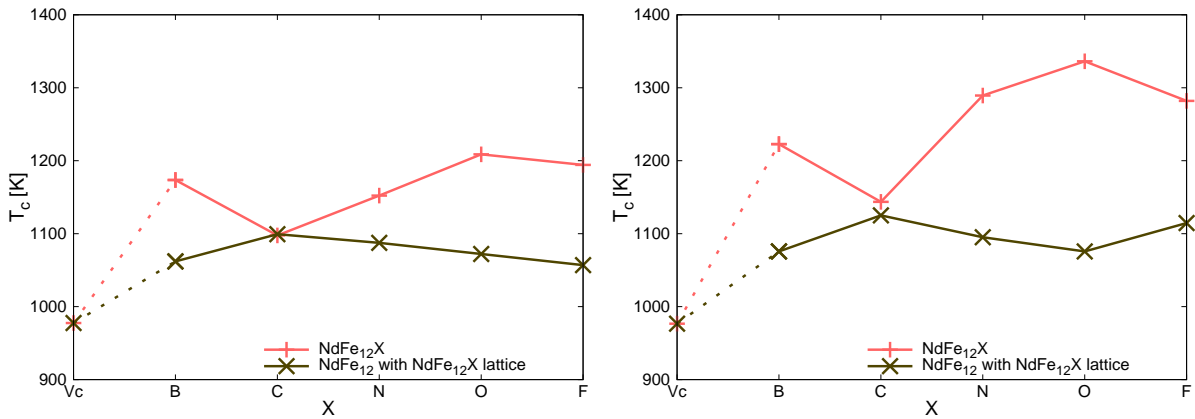 1400
1300
1200
1100
1000
900
T_c [K]
Vc B C N O F
X
NdFe₁₂X
NdFe₁₂ with NdFe₁₂X lattice
1400
1300
1200
1100
1000
900
T_c [K]
Vc B C N O F
X
NdFe₁₂X
NdFe₁₂ with NdFe₁₂X lattice